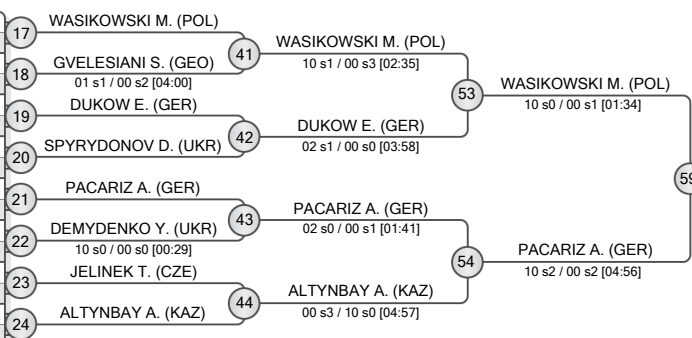 17
WASIKOWSKI M. (POL)
18
GVELESIANI S. (GEO)
01 s1 / 00 s2 [04:00]
19
DUKOW E. (GER)
20
SPYRYDONOV D. (UKR)
21
PACARIZ A. (GER)
22
DEMYDENKO Y. (UKR)
10 s0 / 00 s0 [00:29]
23
JELINEK T. (CZE)
24
ALTYNBAY A. (KAZ)
41
WASIKOWSKI M. (POL)
10 s1 / 00 s3 [02:35]
42
DUKOW E. (GER)
02 s1 / 00 s0 [03:58]
43
PACARIZ A. (GER)
02 s0 / 00 s1 [01:41]
44
ALTYNBAY A. (KAZ)
00 s3 / 10 s0 [04:57]
53
WASIKOWSKI M. (POL)
10 s0 / 00 s1 [01:34]
54
PACARIZ A. (GER)
10 s2 / 00 s2 [04:56]
59